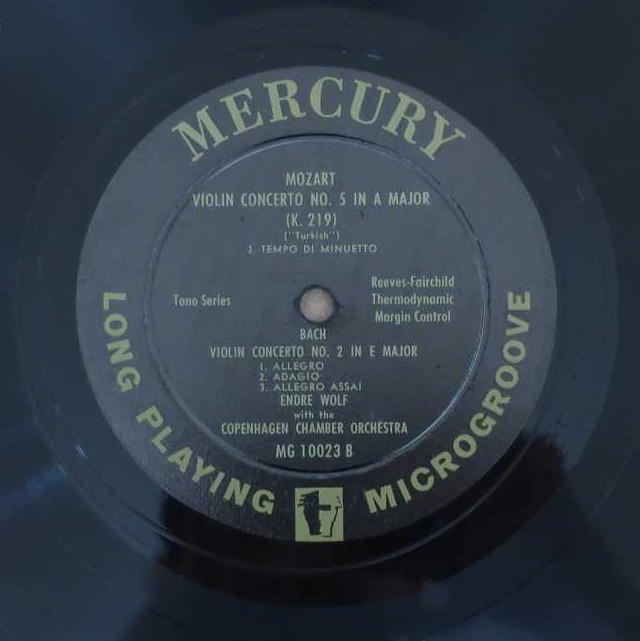 MERCURY
MOZART
VIOLIN CONCERTO NO. 5 IN A MAJOR
(K. 219)
("Turkish")
3. TEMPO DI MINUETTO
Tono Series
Reeves-Fairchild
Thermodynamic
Margin Control
BACH
VIOLIN CONCERTO NO. 2 IN E MAJOR
1. ALLEGRO
2. ADAGIO
3. ALLEGRO ASSAI
ENDRE WOLF
with the
COPENHAGEN CHAMBER ORCHESTRA
MG 10023 B
LONG PLAYING MICROGROOVE